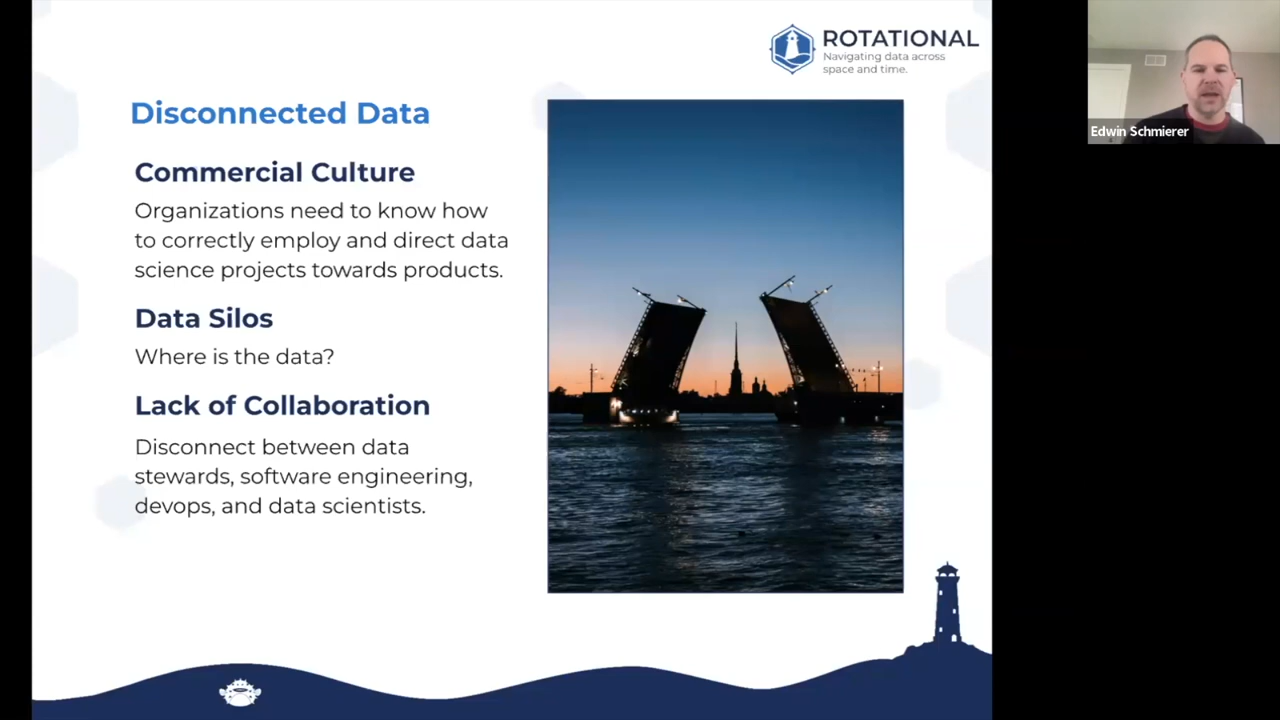 ROTATIONAL
Navigating data across
space and time.
Edwin Schmierer
Disconnected Data
Commercial Culture
Organizations need to know how
to correctly employ and direct data
science projects towards products.
Data Silos
Where is the data?
Lack of Collaboration
Disconnect between data
stewards, software engineering,
devops, and data scientists.